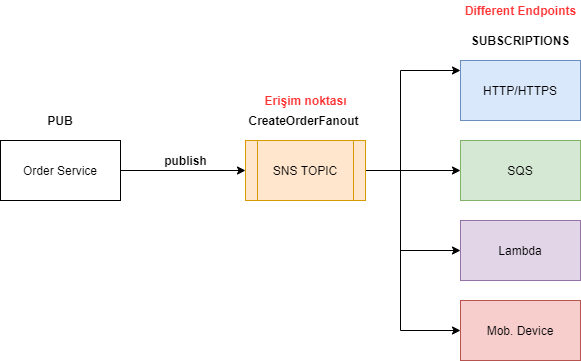 Different Endpoints
SUBSCRIPTIONS
HTTP/HTTPS
Erişim noktası
CreateOrderFanout
PUB
publish
Order Service
SNS TOPIC
SQS
Lambda
Mob. Device